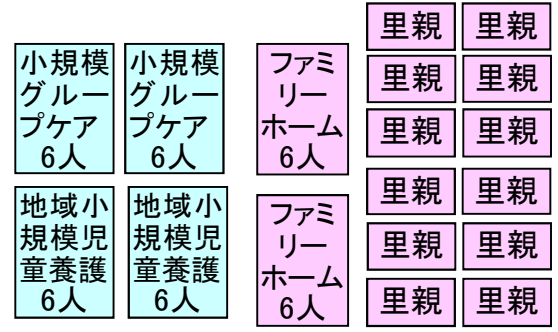 小規模
グルー
プケア
6人
小規模
グルー
プケア
6人
地域小
規模児
童養護
6人
地域小
規模児
童養護
6人
ファミ
リー
ホーム
6人
ファミ
リー
ホーム
6人
里親
里親
里親
里親
里親
里親
里親
里親
里親
里親
里親
里親